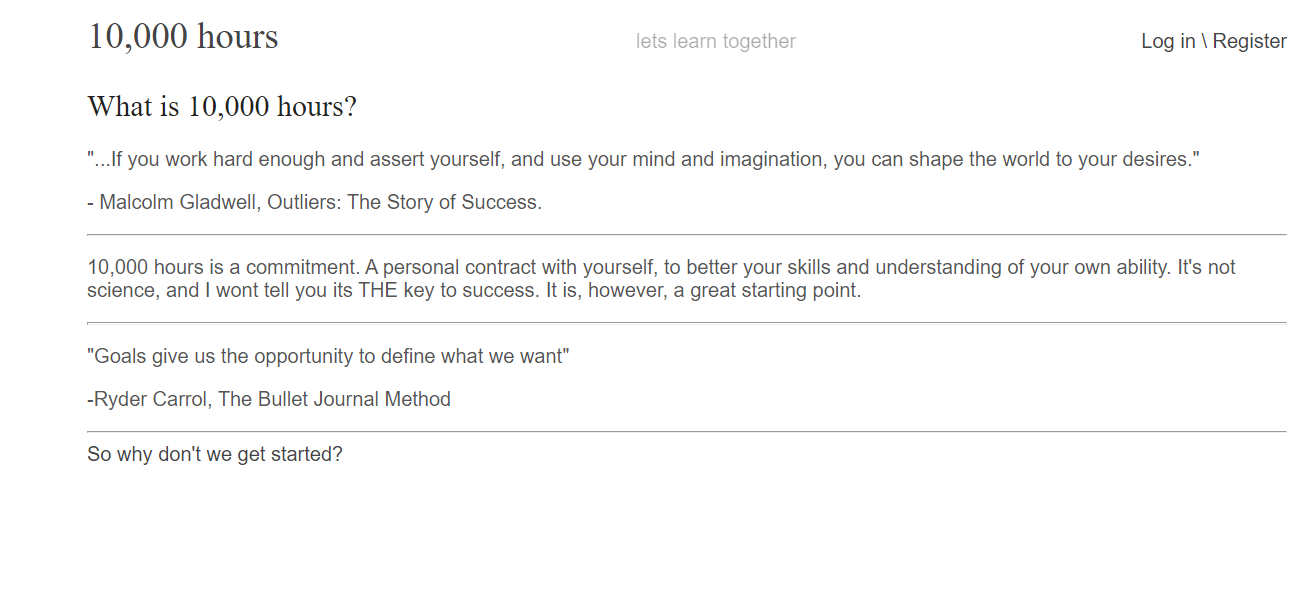 10,000 hours
lets learn together
Log in \ Register
What is 10,000 hours?
"...If you work hard enough and assert yourself, and use your mind and imagination, you can shape the world to your desires."
- Malcolm Gladwell, Outliers: The Story of Success.
10,000 hours is a commitment. A personal contract with yourself, to better your skills and understanding of your own ability. It's not
science, and I wont tell you its THE key to success. It is, however, a great starting point.
"Goals give us the opportunity to define what we want"
-Ryder Carrol, The Bullet Journal Method
So why don't we get started?